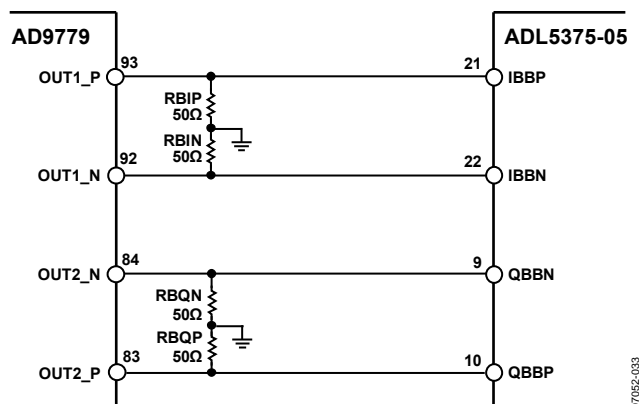 AD9779
ADL5375-05
93
21
OUT1_P
IBBP
RBIP
50Ω
RBIN
50Ω
92
22
OUT1_N
IBBN
84
9
OUT2_N
QBBN
RBQN
50Ω
RBQP
50Ω
83
10
OUT2_P
QBBP
07052-033